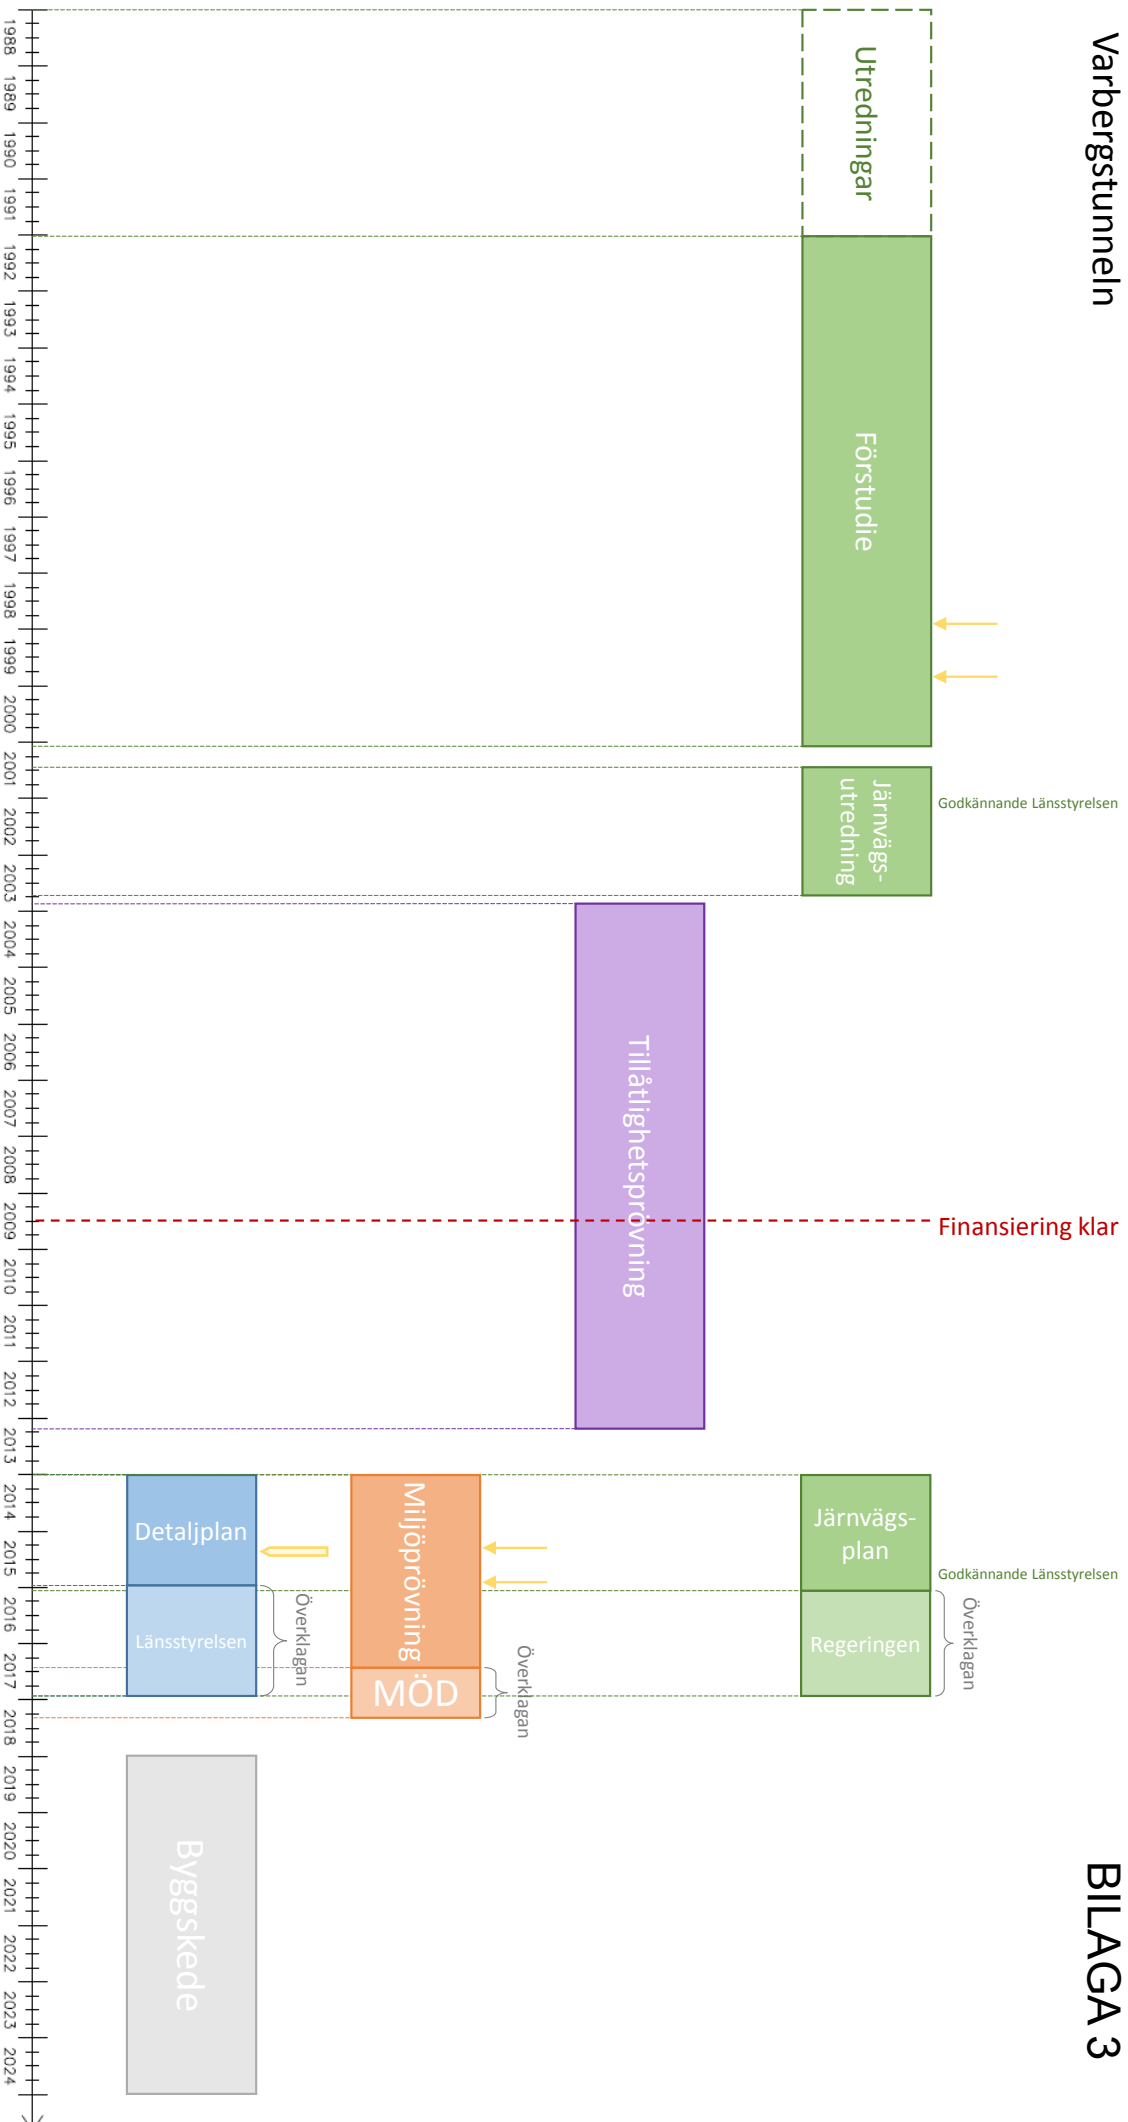 Varbergstunneln
BILAGA 3
Utredningar
Förstudie
Järnvägs-
utredning
Godkännande Länsstyrelsen
Finansiering klar
Järnvägs-
plan
Godkännande Länsstyrelsen
Regeringen
Överklagan
Tillåtlighetsprövning
Miljöprövning
MÖD
Överklagan
Detaljplan
Länsstyrelsen
Överklagan
Byggskede
1988
1989
1990
1991
1992
1993
1994
1995
1996
1997
1998
1999
2000
2001
2002
2003
2004
2005
2006
2007
2008
2009
2010
2011
2012
2013
2014
2015
2016
2017
2018
2019
2020
2021
2022
2023
2024